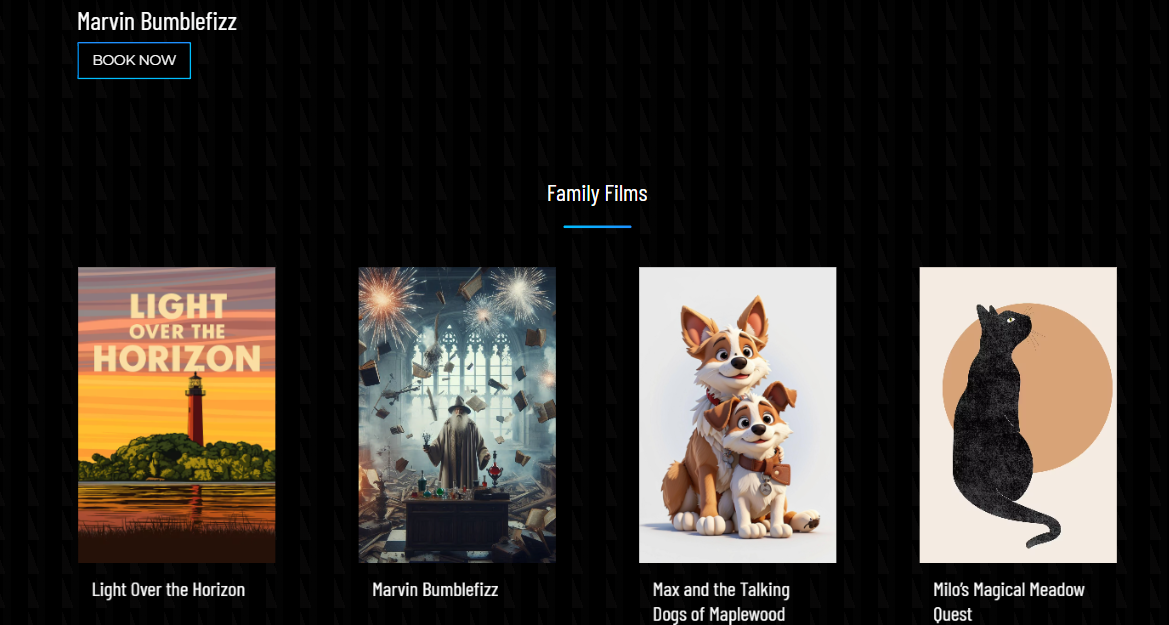 Marvin Bumblefizz
BOOK NOW
Family Films
LIGHT
OVER THE
HORIZON
Light Over the Horizon
Marvin Bumblefizz
Max and the Talking
Dogs of Maplewood
Milo's Magical Meadow
Quest